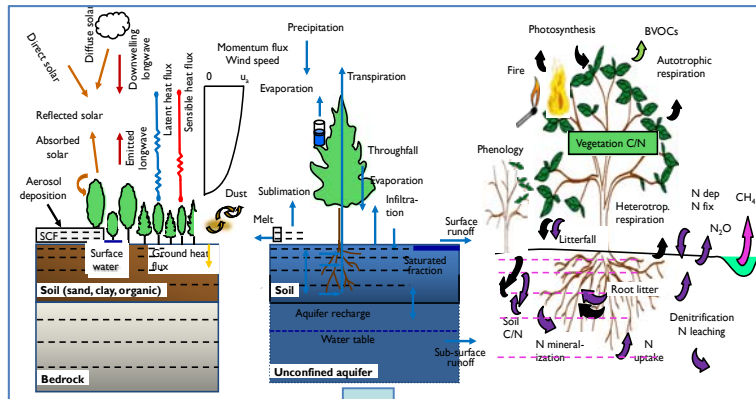 Diffuse solar
Direct solar
Downwelling
longwave
Reflected solar
Absorbed
solar
Emitted
longwave
Latent heat flux
Sensible heat flux
Momentum flux
Wind speed
0
uₐ
Aerosol
deposition
SCF
Surface
water
Ground heat
flux
Dust
Soil (sand, clay, organic)
Bedrock
Precipitation
Evaporation
Transpiration
Throughfall
Sublimation
Evaporation
Melt
Infilt-
ration
Surface
runoff
Saturated
fraction
Soil
Aquifer recharge
Water table
Unconfined aquifer
Sub-surface
runoff
Photosynthesis
BVOCs
Fire
Autotrophic
respiration
Vegetation C/N
Phenology
Heterotrop.
respiration
N dep
N fix
CH₄
N₂O
Litterfall
Root litter
Soil
C/N
N mineral-
ization
N
uptake
Denitrification
N leaching